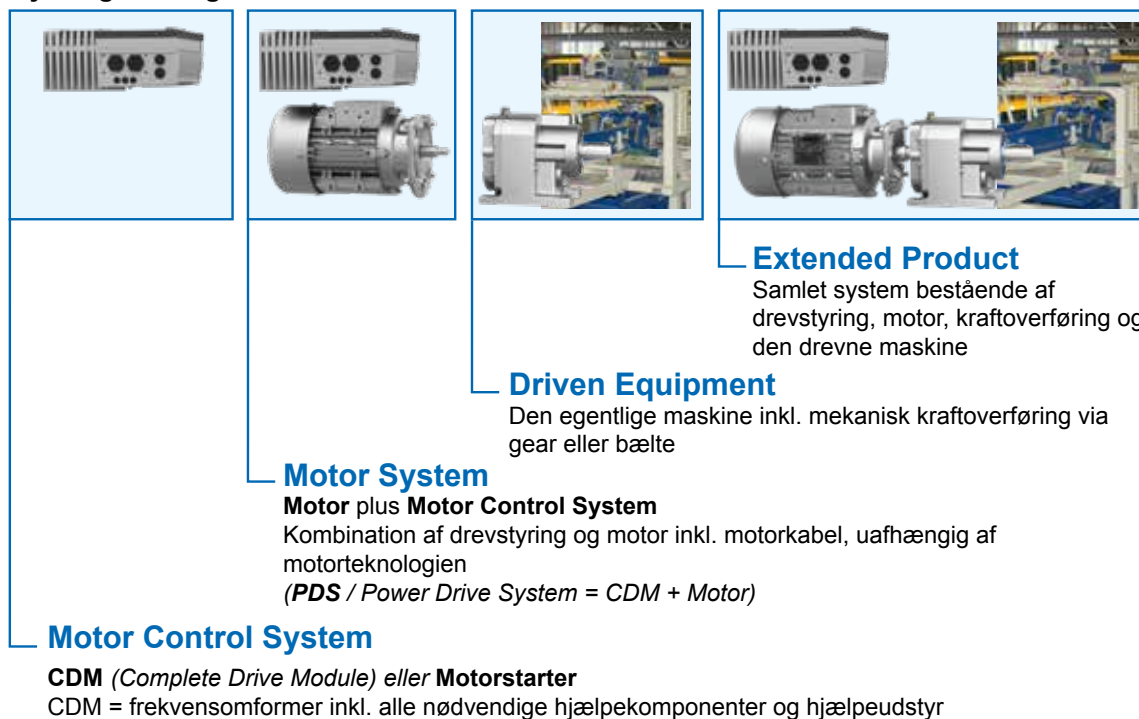 Extended Product
Samlet system bestående af
drevstyring, motor, kraftoverføring og
den drevne maskine
Driven Equipment
Den egentlige maskine inkl. mekanisk kraftoverføring via
gear eller bælte
Motor System
Motor plus Motor Control System
Kombination af drevstyring og motor inkl. motorkabel, uafhængig af
motorteknologien
(PDS / Power Drive System = CDM + Motor)
Motor Control System
CDM (Complete Drive Module) eller Motorstarter
CDM = frekvensomformer inkl. alle nødvendige hjælpekomponenter og hjælpeudstyr